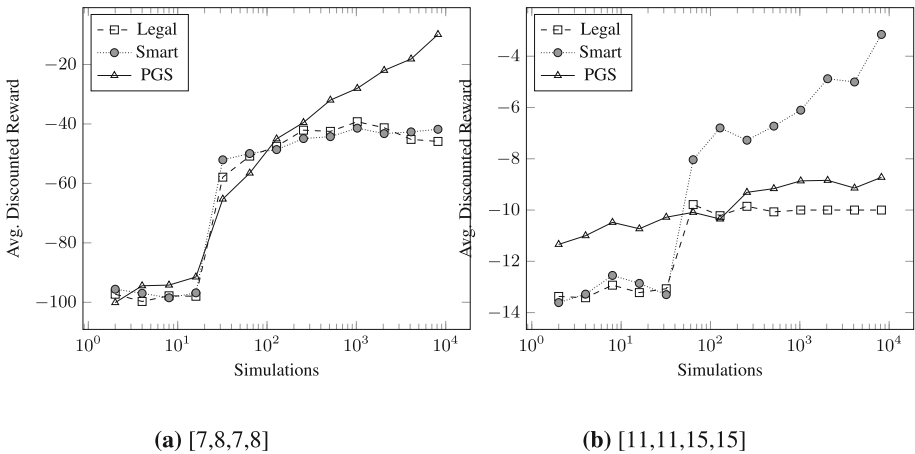 Legal
Smart
PGS
−20
−40
−60
−80
−100
10^0
10^1
10^2
10^3
10^4
Avg. Discounted Reward
Simulations
(a) [7,8,7,8]
Legal
Smart
PGS
−4
−6
−8
−10
−12
−14
10^0
10^1
10^2
10^3
10^4
Avg. Discounted Reward
Simulations
(b) [11,11,15,15]